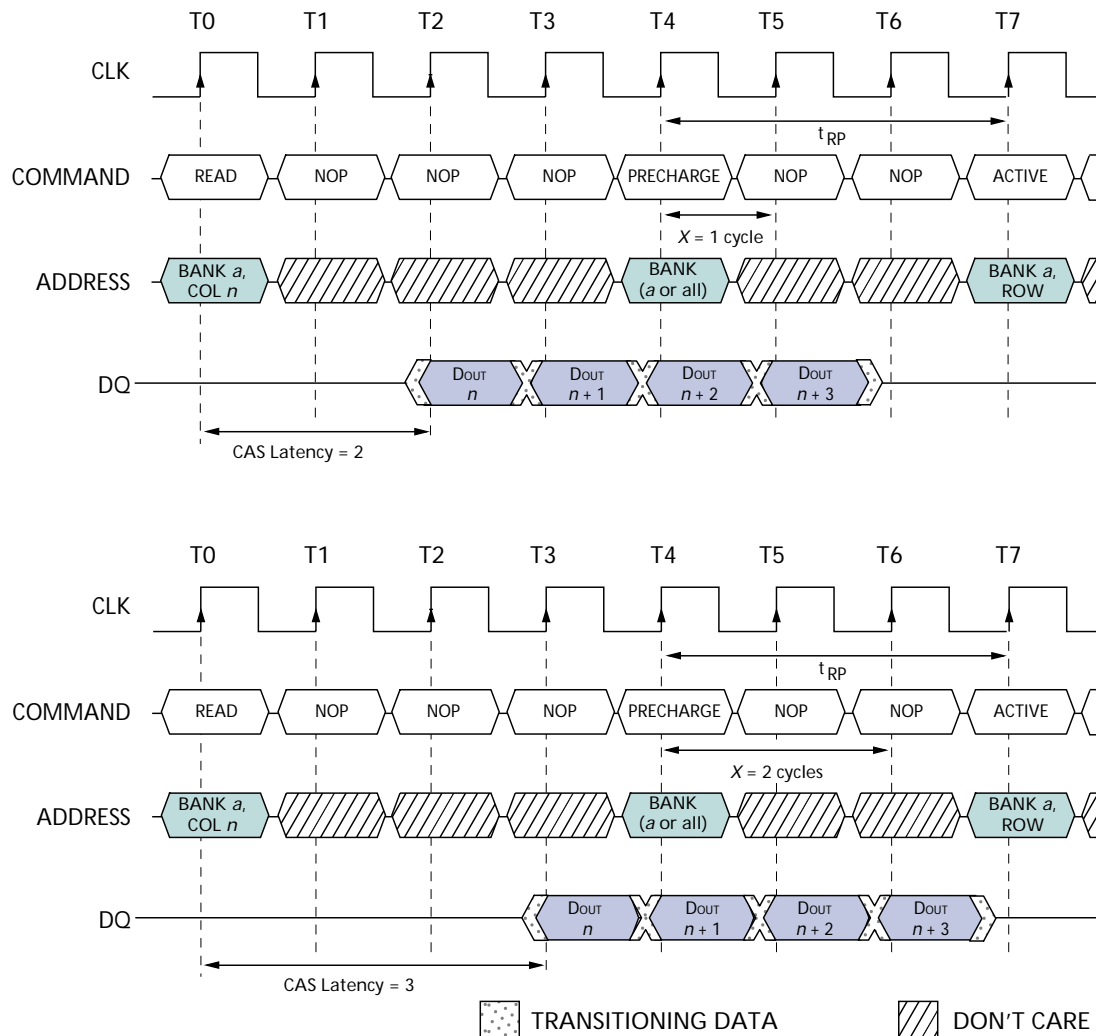 T0 T1 T2 T3 T4 T5 T6 T7
CLK
t RP
COMMAND READ NOP NOP NOP PRECHARGE NOP NOP ACTIVE
X = 1 cycle
ADDRESS BANK a, COL n BANK (a or all) BANK a, ROW
DQ DOUT n DOUT n + 1 DOUT n + 2 DOUT n + 3
CAS Latency = 2
T0 T1 T2 T3 T4 T5 T6 T7
CLK
t RP
COMMAND READ NOP NOP NOP PRECHARGE NOP NOP ACTIVE
X = 2 cycles
ADDRESS BANK a, COL n BANK (a or all) BANK a, ROW
DQ DOUT n DOUT n + 1 DOUT n + 2 DOUT n + 3
CAS Latency = 3
TRANSITIONING DATA DON'T CARE